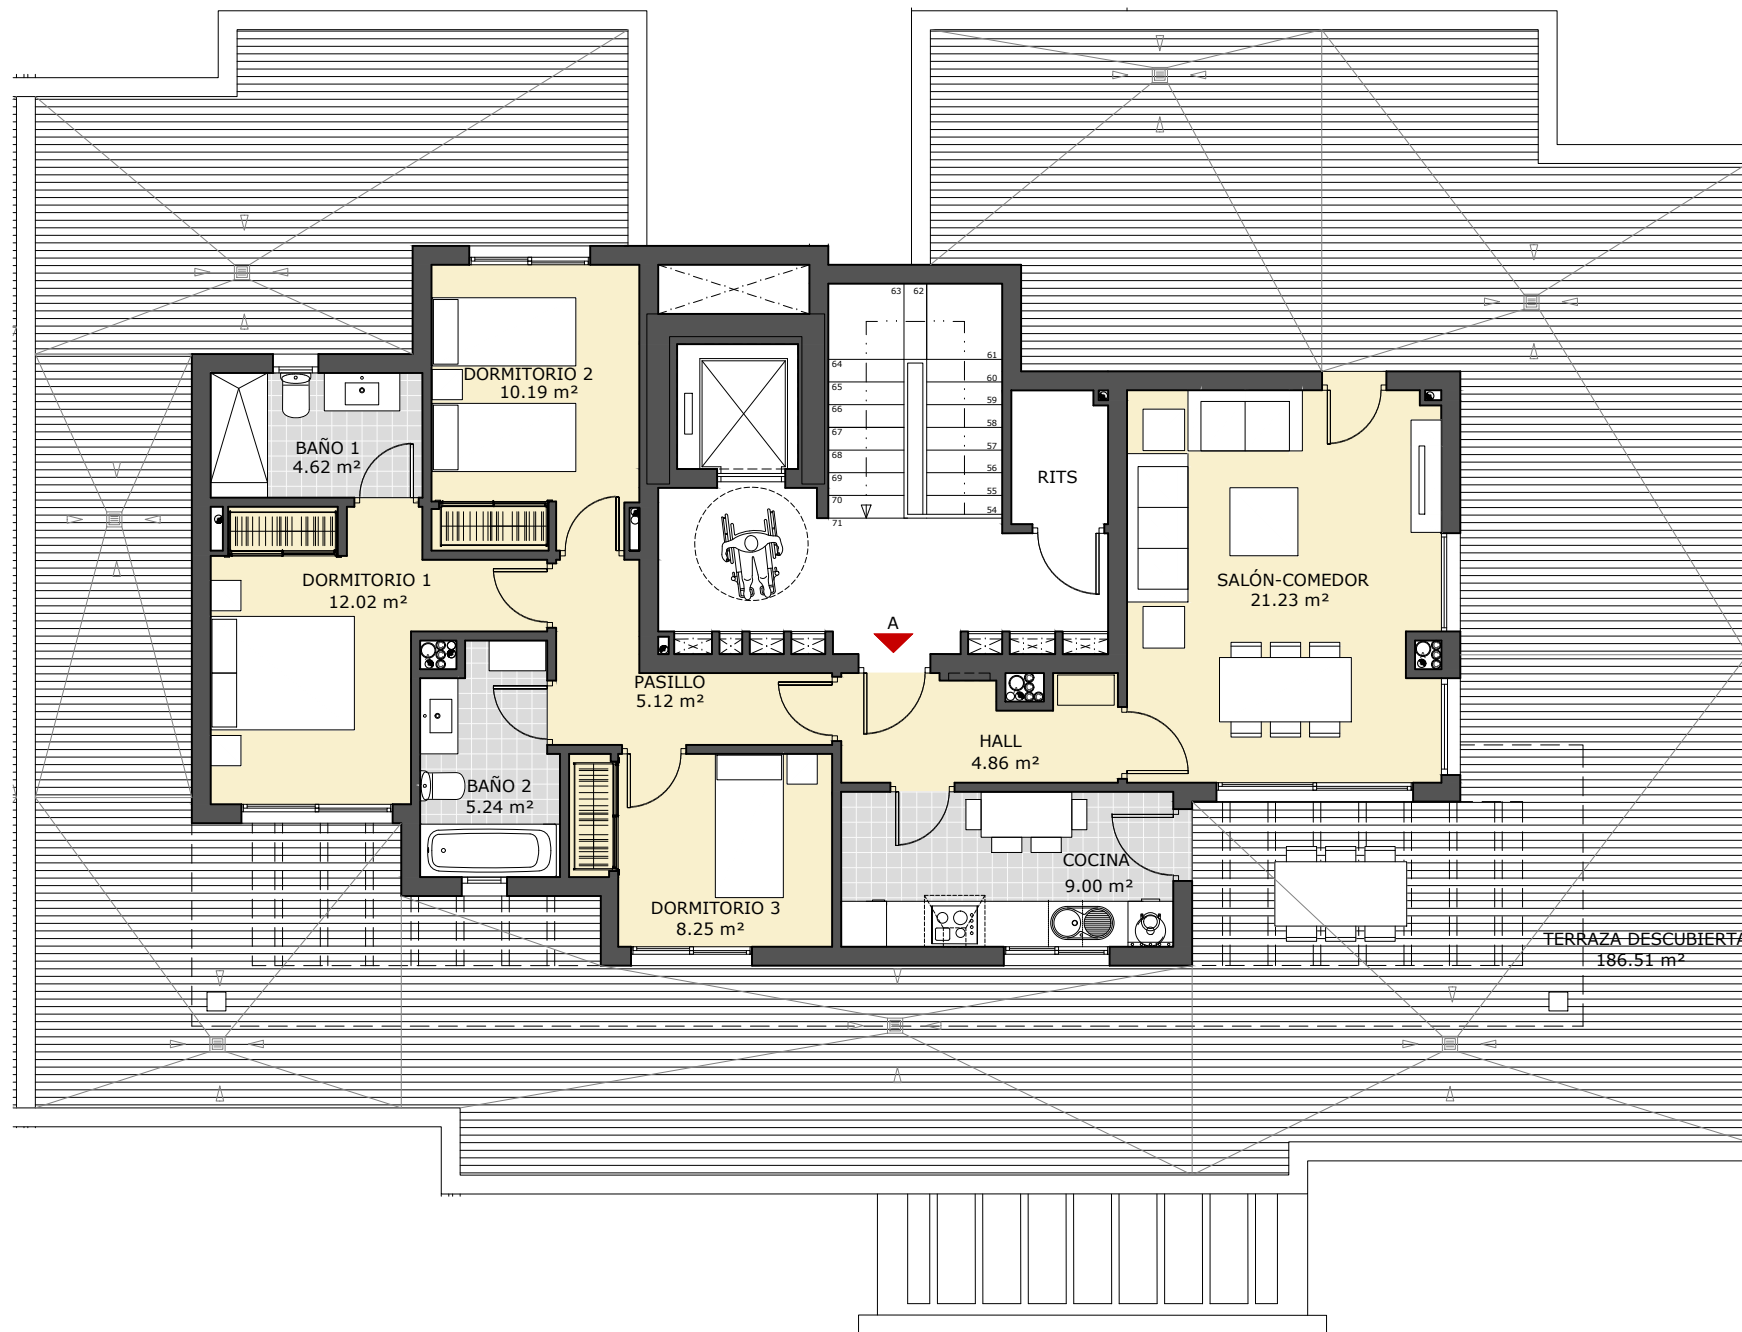 63 62
64
65
66
67
68
69
70
71
61
60
59
58
57
56
55
54
DORMITORIO 2
10.19 m²
BAÑO 1
4.62 m²
RITS
DORMITORIO 1
12.02 m²
SALÓN-COMEDOR
21.23 m²
A
PASILLO
5.12 m²
HALL
4.86 m²
BAÑO 2
5.24 m²
COCINA
9.00 m²
DORMITORIO 3
8.25 m²
TERRAZA DESCUBIERTA
186.51 m²